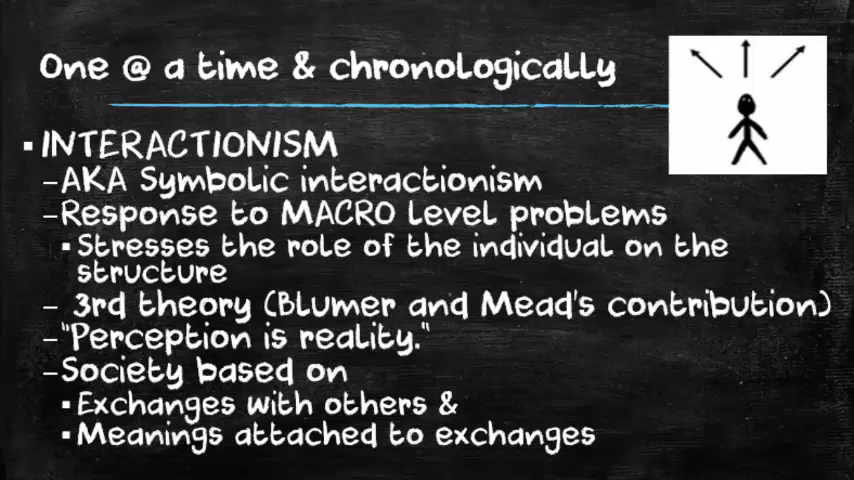 One @ a time & chronologically
▪ INTERACTIONISM
–AKA Symbolic interactionism
–Response to MACRO level problems
▪ Stresses the role of the individual on the
structure
– 3rd theory (Blumer and Mead's contribution)
–"Perception is reality."
–Society based on
▪ Exchanges with others &
▪ Meanings attached to exchanges